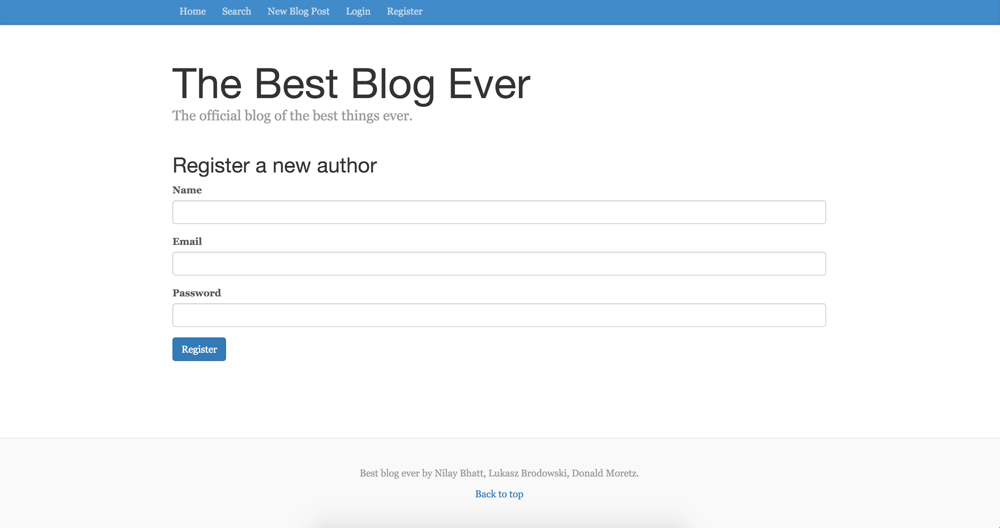 Home Search New Blog Post Login Register
The Best Blog Ever
The official blog of the best things ever.
Register a new author
Name
Email
Password
Register
Best blog ever by Nilay Bhatt, Lukasz Brodowski, Donald Moretz.
Back to top